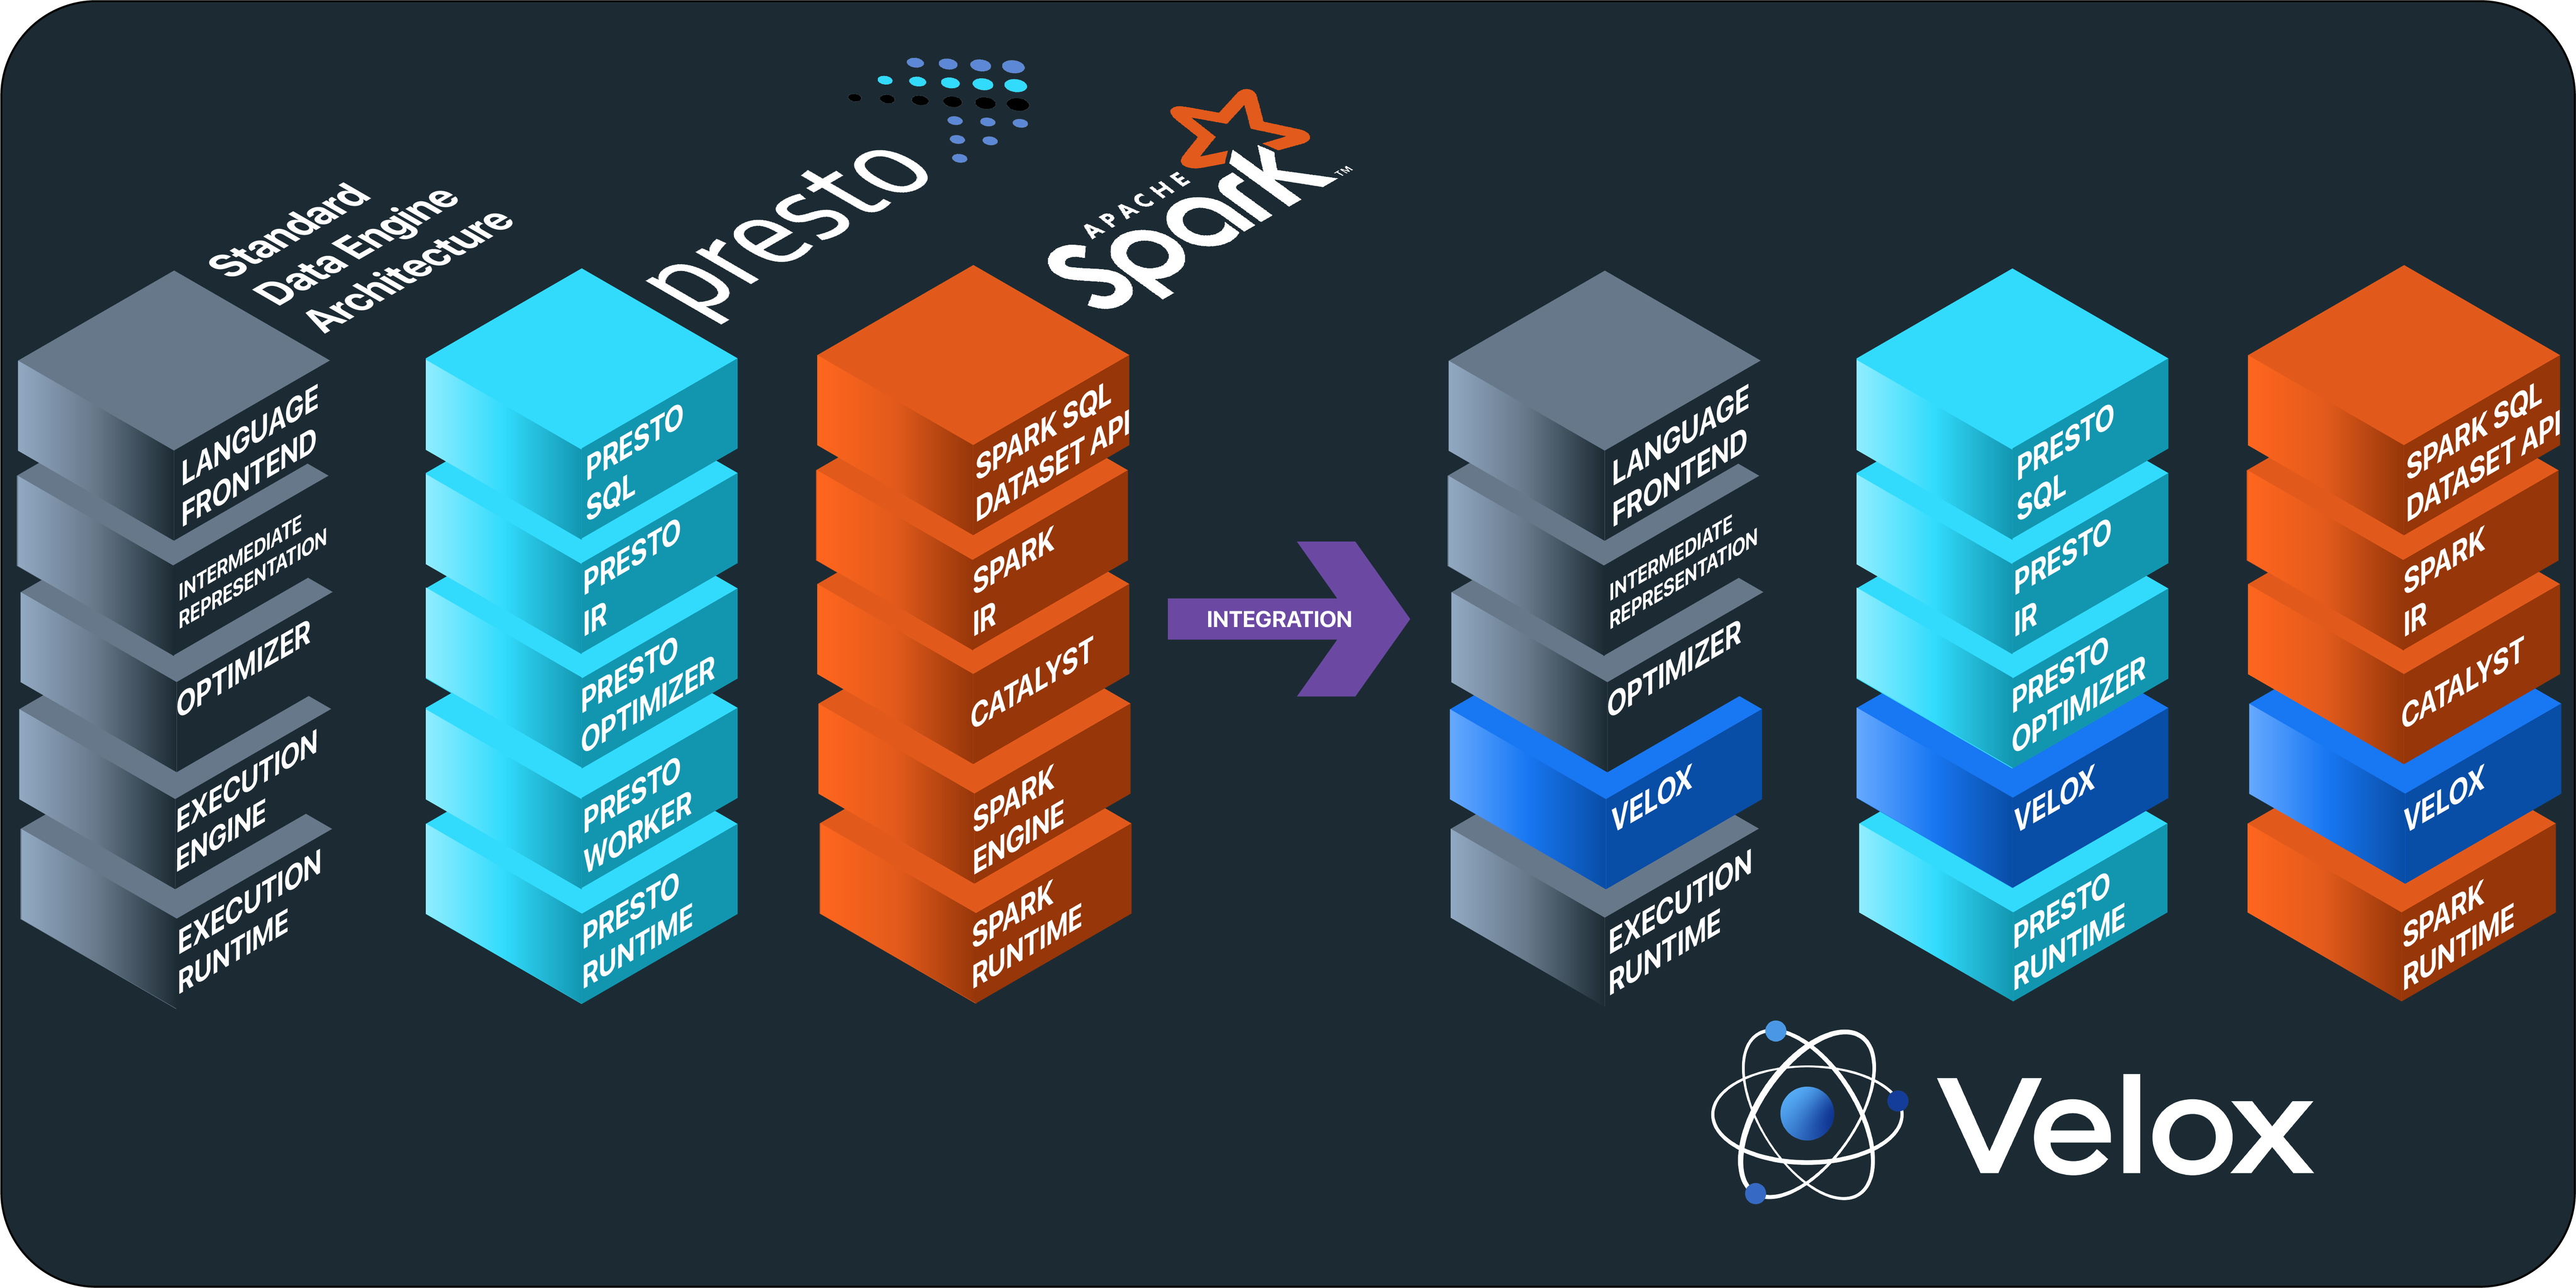 Standard
Data Engine
Architecture
presto
APACHE
Spark™
LANGUAGE
FRONTEND
INTERMEDIATE
REPRESENTATION
OPTIMIZER
EXECUTION
ENGINE
EXECUTION
RUNTIME
PRESTO
SQL
PRESTO
IR
PRESTO
OPTIMIZER
PRESTO
WORKER
PRESTO
RUNTIME
SPARK SQL
DATASET API
SPARK
IR
CATALYST
SPARK
ENGINE
SPARK
RUNTIME
INTEGRATION
LANGUAGE
FRONTEND
INTERMEDIATE
REPRESENTATION
OPTIMIZER
VELOX
EXECUTION
RUNTIME
PRESTO
SQL
PRESTO
IR
PRESTO
OPTIMIZER
VELOX
PRESTO
RUNTIME
SPARK SQL
DATASET API
SPARK
IR
CATALYST
VELOX
SPARK
RUNTIME
Velox